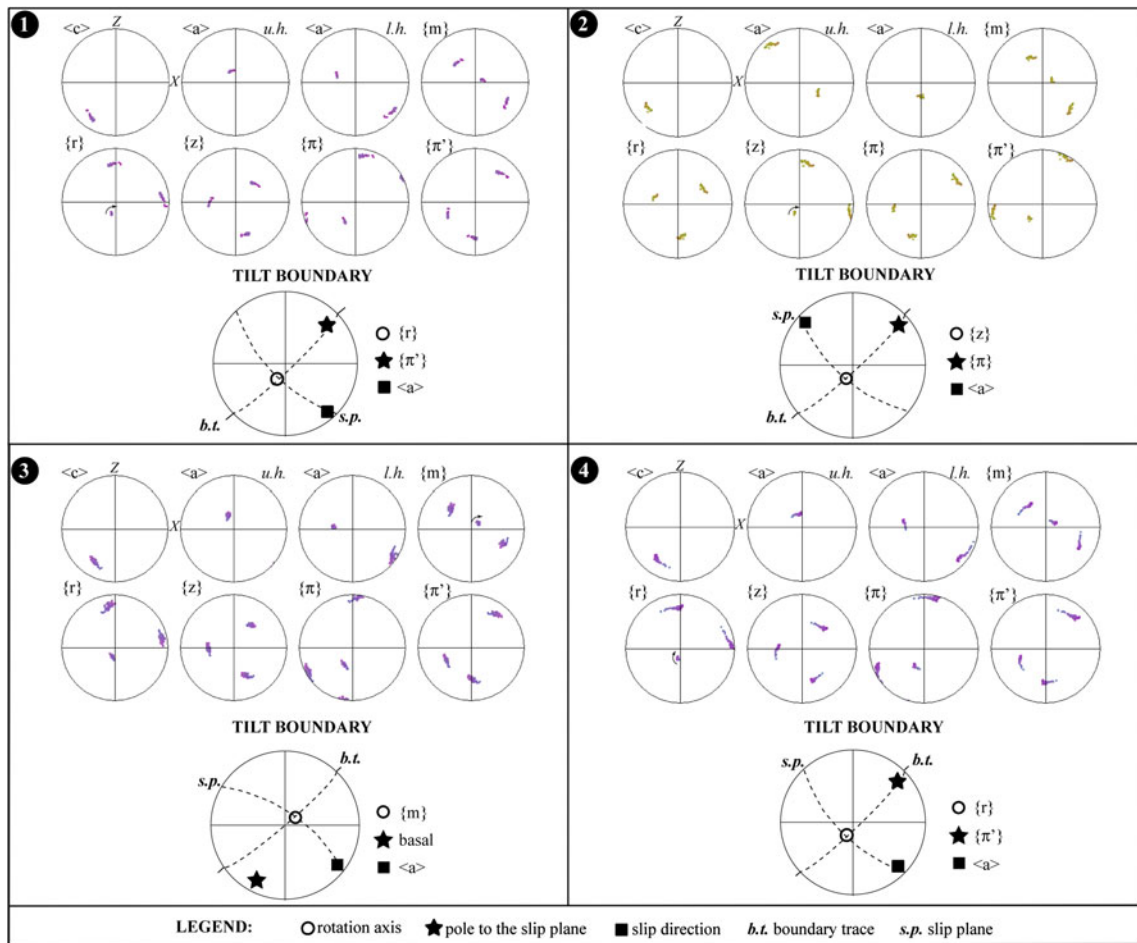 1
<c> Z <a> u.h. <a> l.h. {m}
X
{r} {z} {π} {π'}
TILT BOUNDARY
s.p.
b.t.
{r}
{π'}
<a>
2
<c> Z <a> u.h. <a> l.h. {m}
X
{r} {z} {π} {π'}
TILT BOUNDARY
s.p.
b.t.
{z}
{π}
<a>
3
<c> Z <a> u.h. <a> l.h. {m}
X
{r} {z} {π} {π'}
TILT BOUNDARY
b.t.
s.p.
{m}
basal
<a>
4
<c> Z <a> u.h. <a> l.h. {m}
X
{r} {z} {π} {π'}
TILT BOUNDARY
s.p. b.t.
{r}
{π'}
<a>
LEGEND: rotation axis pole to the slip plane slip direction b.t. boundary trace s.p. slip plane